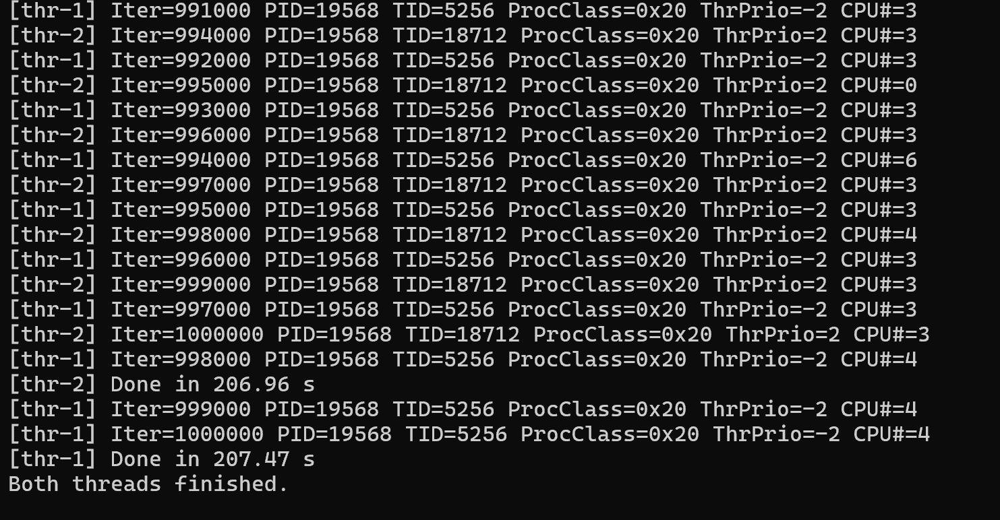 [thr-1] Iter=991000 PID=19568 TID=5256 ProcClass=0x20 ThrPrio=-2 CPU#=3
[thr-2] Iter=994000 PID=19568 TID=18712 ProcClass=0x20 ThrPrio=2 CPU#=3
[thr-1] Iter=992000 PID=19568 TID=5256 ProcClass=0x20 ThrPrio=-2 CPU#=3
[thr-2] Iter=995000 PID=19568 TID=18712 ProcClass=0x20 ThrPrio=2 CPU#=0
[thr-1] Iter=993000 PID=19568 TID=5256 ProcClass=0x20 ThrPrio=-2 CPU#=3
[thr-2] Iter=996000 PID=19568 TID=18712 ProcClass=0x20 ThrPrio=2 CPU#=3
[thr-1] Iter=994000 PID=19568 TID=5256 ProcClass=0x20 ThrPrio=-2 CPU#=6
[thr-2] Iter=997000 PID=19568 TID=18712 ProcClass=0x20 ThrPrio=2 CPU#=3
[thr-1] Iter=995000 PID=19568 TID=5256 ProcClass=0x20 ThrPrio=-2 CPU#=3
[thr-2] Iter=998000 PID=19568 TID=18712 ProcClass=0x20 ThrPrio=2 CPU#=4
[thr-1] Iter=996000 PID=19568 TID=5256 ProcClass=0x20 ThrPrio=-2 CPU#=3
[thr-2] Iter=999000 PID=19568 TID=18712 ProcClass=0x20 ThrPrio=2 CPU#=3
[thr-1] Iter=997000 PID=19568 TID=5256 ProcClass=0x20 ThrPrio=-2 CPU#=3
[thr-2] Iter=1000000 PID=19568 TID=18712 ProcClass=0x20 ThrPrio=2 CPU#=3
[thr-1] Iter=998000 PID=19568 TID=5256 ProcClass=0x20 ThrPrio=-2 CPU#=4
[thr-2] Done in 206.96 s
[thr-1] Iter=999000 PID=19568 TID=5256 ProcClass=0x20 ThrPrio=-2 CPU#=4
[thr-1] Iter=1000000 PID=19568 TID=5256 ProcClass=0x20 ThrPrio=-2 CPU#=4
[thr-1] Done in 207.47 s
Both threads finished.